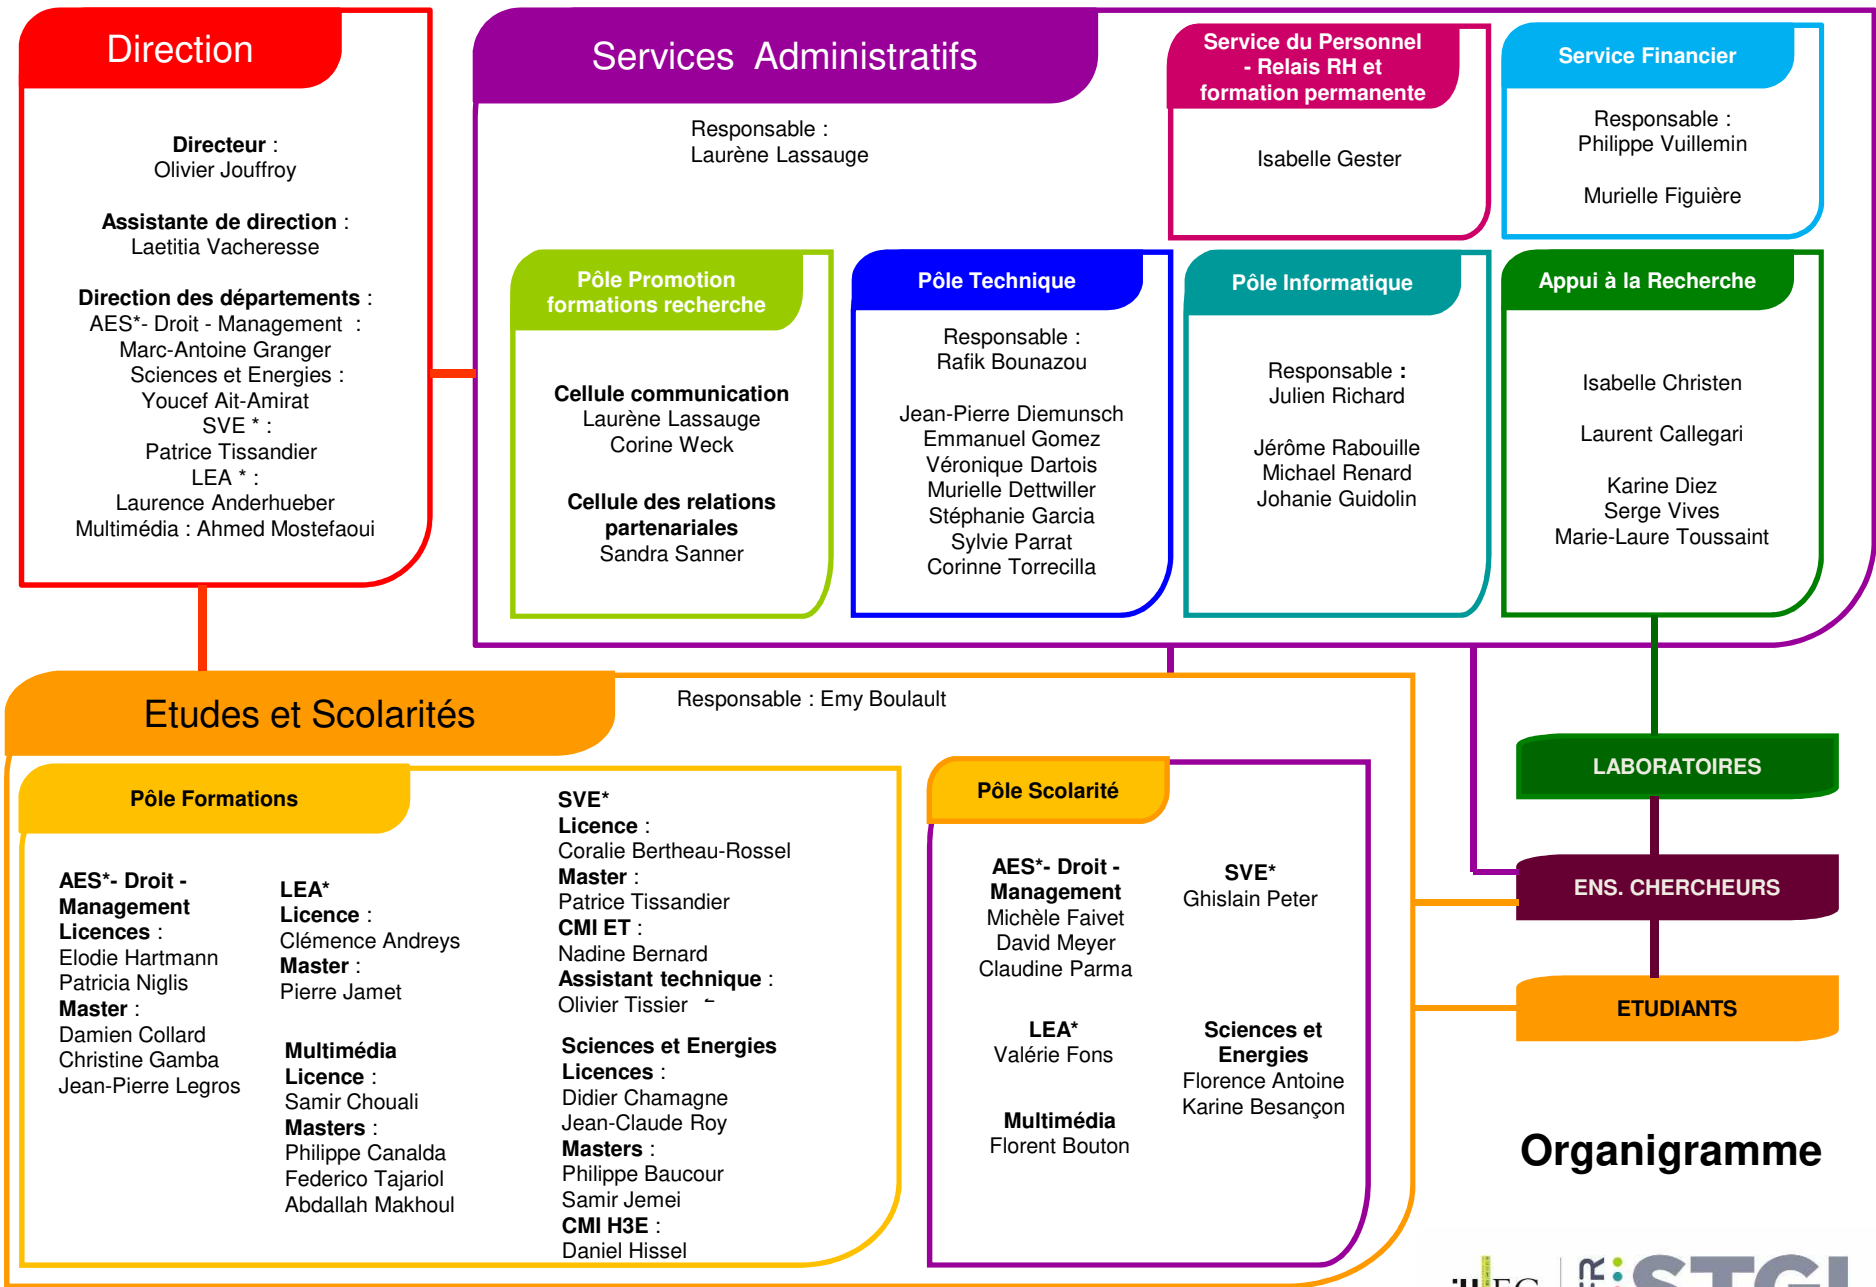 Direction
Directeur :
Olivier Jouffroy
Assistante de direction :
Laetitia Vacheresse
Direction des départements :
AES*- Droit - Management :
Marc-Antoine Granger
Sciences et Energies :
Youcef Ait-Amirat
SVE * :
Patrice Tissandier
LEA * :
Laurence Anderhueber
Multimédia : Ahmed Mostefaoui
Services Administratifs
Responsable :
Laurène Lassauge
Service du Personnel
- Relais RH et
formation permanente
Isabelle Gester
Service Financier
Responsable :
Philippe Vuillemin
Murielle Figuière
Pôle Promotion
formations recherche
Cellule communication
Laurène Lassauge
Corine Weck
Cellule des relations
partenariales
Sandra Sanner
Pôle Technique
Responsable :
Rafik Bounazou
Jean-Pierre Diemunsch
Emmanuel Gomez
Véronique Dartois
Murielle Dettwiller
Stéphanie Garcia
Sylvie Parrat
Corinne Torrecilla
Pôle Informatique
Responsable :
Julien Richard
Jérôme Rabouille
Michael Renard
Johanie Guidolin
Appui à la Recherche
Isabelle Christen
Laurent Callegari
Karine Diez
Serge Vives
Marie-Laure Toussaint
Etudes et Scolarités
Responsable : Emy Boulault
Pôle Formations
AES*- Droit -
Management
Licences :
Elodie Hartmann
Patricia Niglis
Master :
Damien Collard
Christine Gamba
Jean-Pierre Legros
LEA*
Licence :
Clémence Andreys
Master :
Pierre Jamet
Multimédia
Licence :
Samir Chouali
Masters :
Philippe Canalda
Federico Tajariol
Abdallah Makhoul
SVE*
Licence :
Coralie Bertheau-Rossel
Master :
Patrice Tissandier
CMI ET :
Nadine Bernard
Assistant technique :
Olivier Tissier
Sciences et Energies
Licences :
Didier Chamagne
Jean-Claude Roy
Masters :
Philippe Baucour
Samir Jemei
CMI H3E :
Daniel Hissel
Pôle Scolarité
AES*- Droit -
Management
Michèle Faivet
David Meyer
Claudine Parma
SVE*
Ghislain Peter
LEA*
Valérie Fons
Sciences et
Energies
Florence Antoine
Karine Besançon
Multimédia
Florent Bouton
LABORATOIRES
ENS. CHERCHEURS
ETUDIANTS
Organigramme
STGI